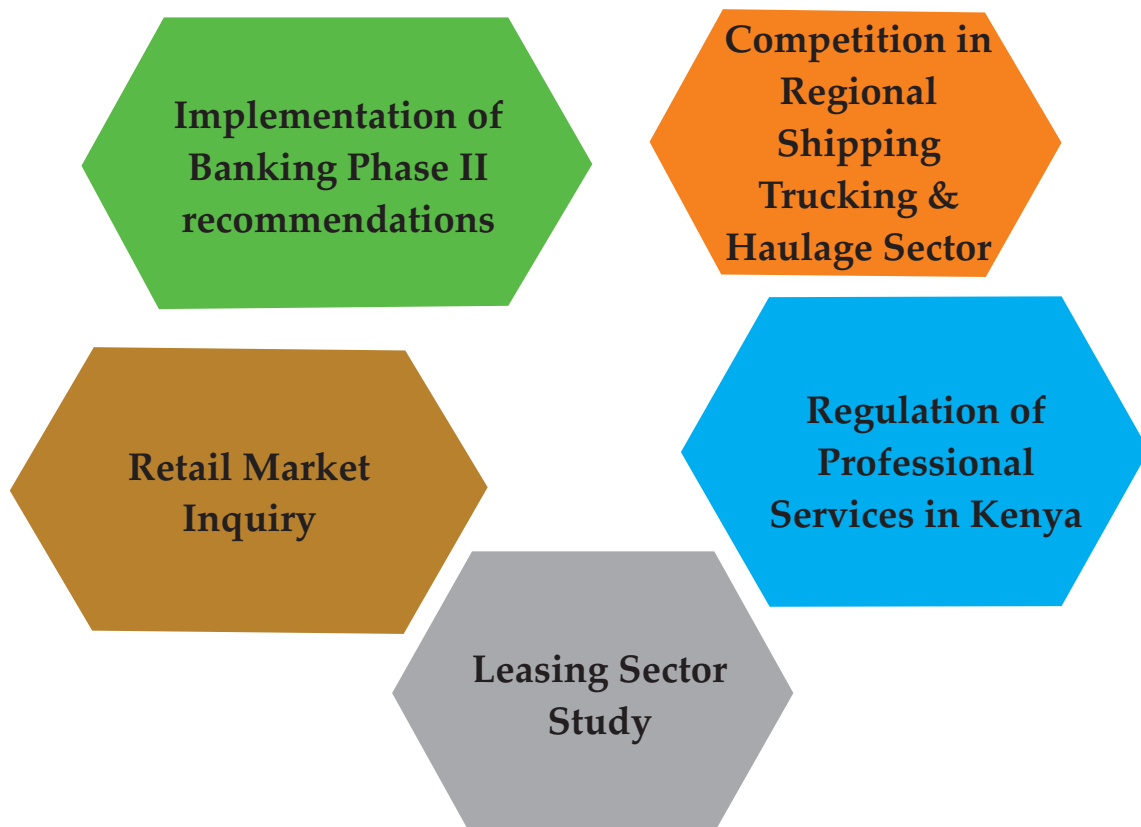 Implementation of
Banking Phase II
recommendations
Competition in
Regional
Shipping
Trucking &
Haulage Sector
Retail Market
Inquiry
Regulation of
Professional
Services in Kenya
Leasing Sector
Study